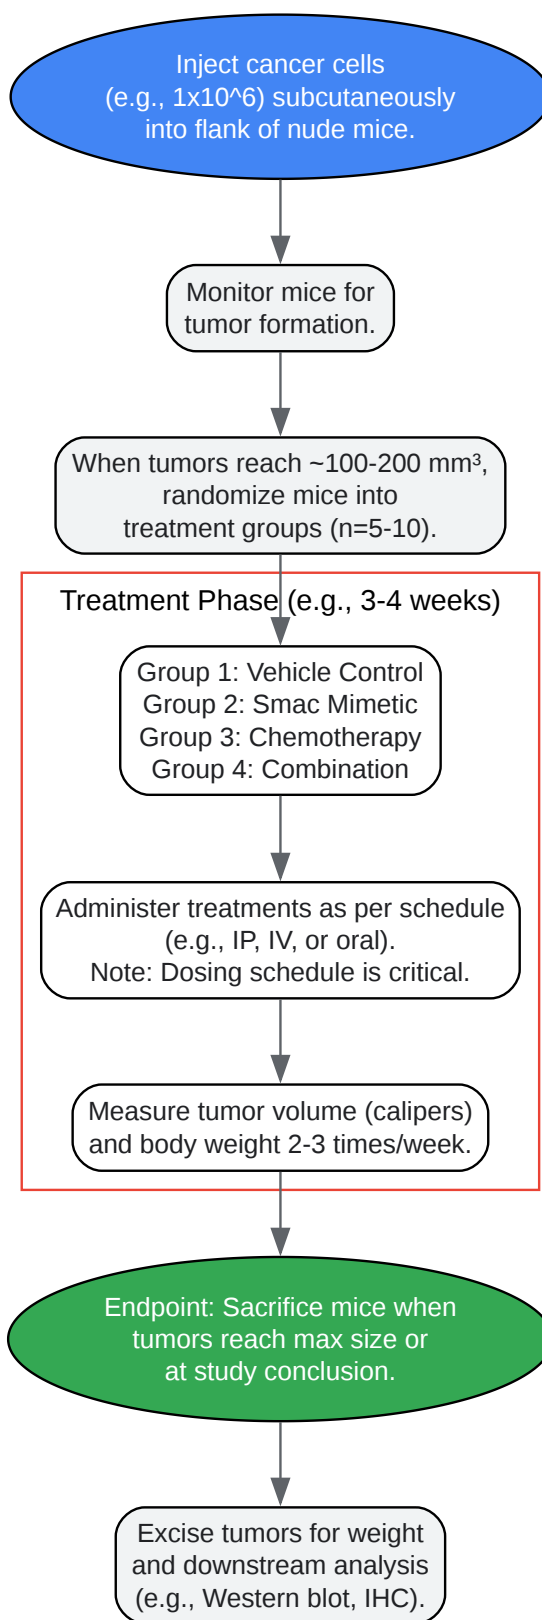 Inject cancer cells
(e.g., 1x10^6) subcutaneously
into flank of nude mice.
Monitor mice for
tumor formation.
When tumors reach ~100-200 mm³,
randomize mice into
treatment groups (n=5-10).
Treatment Phase (e.g., 3-4 weeks)
Group 1: Vehicle Control
Group 2: Smac Mimetic
Group 3: Chemotherapy
Group 4: Combination
Administer treatments as per schedule
(e.g., IP, IV, or oral).
Note: Dosing schedule is critical.
Measure tumor volume (calipers)
and body weight 2-3 times/week.
Endpoint: Sacrifice mice when
tumors reach max size or
at study conclusion.
Excise tumors for weight
and downstream analysis
(e.g., Western blot, IHC).